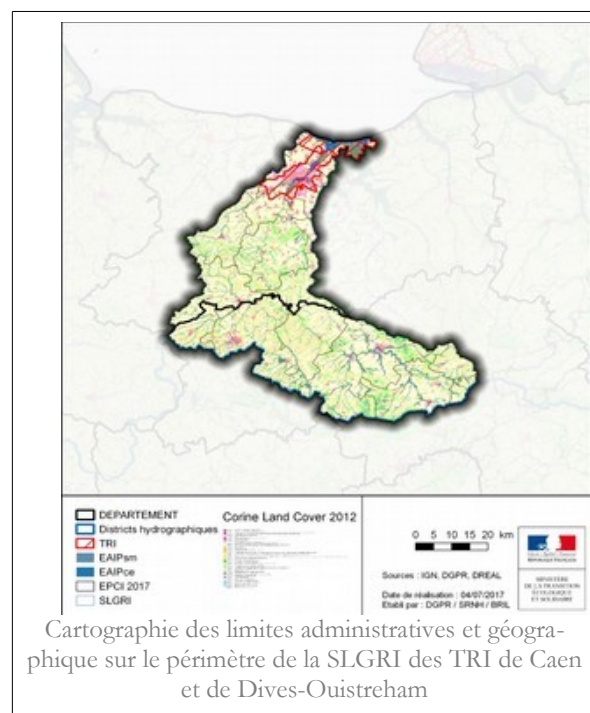 DEPARTEMENT
Districts hydrographiques
TRI
EAIPsm
EAIPce
EPCI 2017
SLGRI
Corine Land Cover 2012
0 5 10 15 20 km
Sources : IGN, DGPR, DREAL
Date de réalisation : 04/07/2017
Etabli par : DGPR / SRNH / BRIL
RÉPUBLIQUE FRANÇAISE
MINISTÈRE
DE LA TRANSITION
ÉCOLOGIQUE
ET SOLIDAIRE
Cartographie des limites administratives et géogra-
phique sur le périmètre de la SLGRI des TRI de Caen
et de Dives-Ouistreham